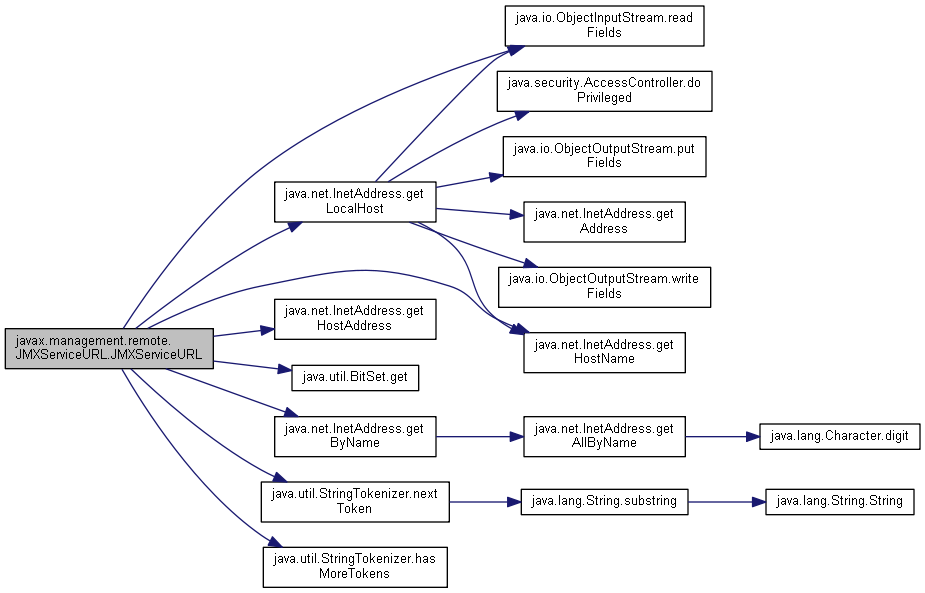 java.io.ObjectInputStream.read
Fields
java.security.AccessController.do
Privileged
java.io.ObjectOutputStream.put
Fields
java.net.InetAddress.get
LocalHost
java.net.InetAddress.get
Address
java.io.ObjectOutputStream.write
Fields
java.net.InetAddress.get
HostAddress
javax.management.remote.
JMXServiceURL.JMXServiceURL
java.net.InetAddress.get
HostName
java.util.BitSet.get
java.net.InetAddress.get
ByName
java.net.InetAddress.get
AllByName
java.lang.Character.digit
java.util.StringTokenizer.next
Token
java.lang.String.substring
java.lang.String.String
java.util.StringTokenizer.has
MoreTokens